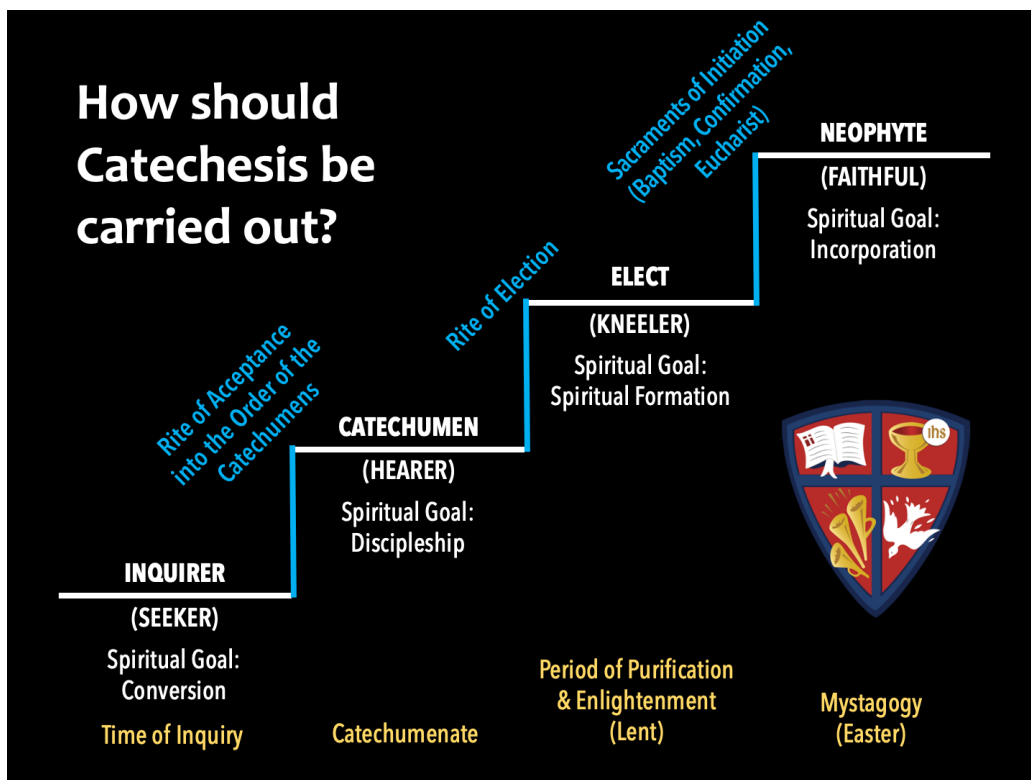 How should
Catechesis be
carried out?
Rite of Acceptance
into the Order of the
Catechumens
Rite of Election
Sacraments of Initiation
(Baptism, Confirmation,
Eucharist)
INQUIRER
(SEEKER)
Spiritual Goal:
Conversion
Time of Inquiry
CATECHUMEN
(HEARER)
Spiritual Goal:
Discipleship
Catechumenate
ELECT
(KNEELER)
Spiritual Goal:
Spiritual Formation
Period of Purification
& Enlightenment
(Lent)
NEOPHYTE
(FAITHFUL)
Spiritual Goal:
Incorporation
Mystagogy
(Easter)
ihs